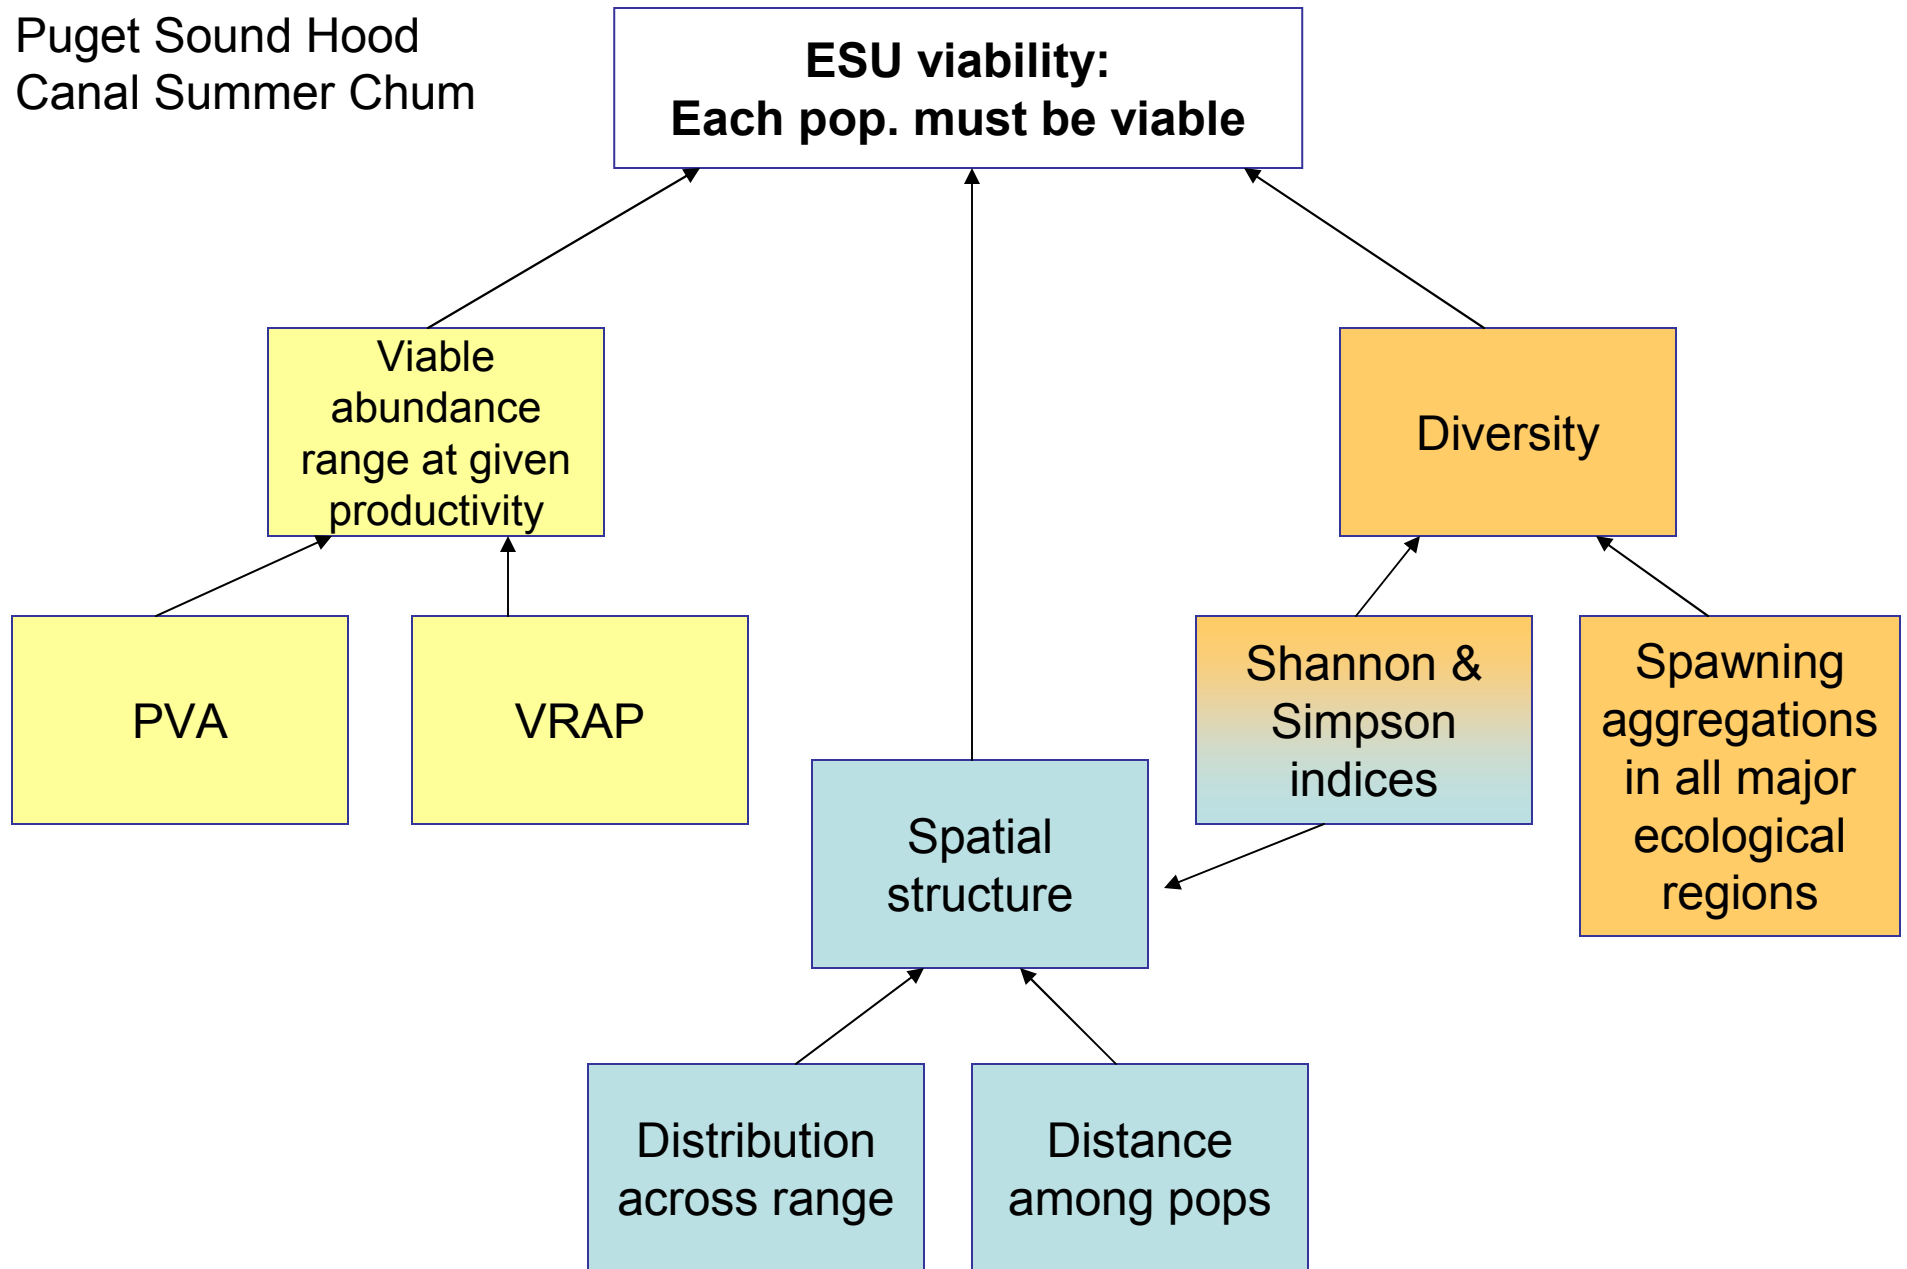 Puget Sound Hood
Canal Summer Chum
ESU viability:
Each pop. must be viable
Viable
abundance
range at given
productivity
Diversity
PVA
VRAP
Shannon &
Simpson
indices
Spawning
aggregations
in all major
ecological
regions
Spatial
structure
Distribution
across range
Distance
among pops